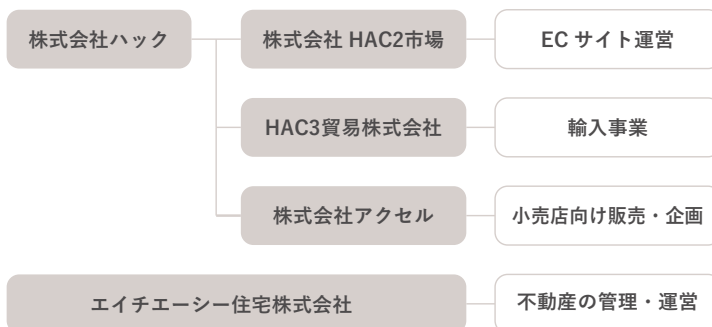 株式会社ハック
株式会社 HAC2市場
EC サイト運営
HAC3貿易株式会社
輸入事業
株式会社アクセル
小売店向け販売・企画
エイチエーシー住宅株式会社
不動産の管理・運営